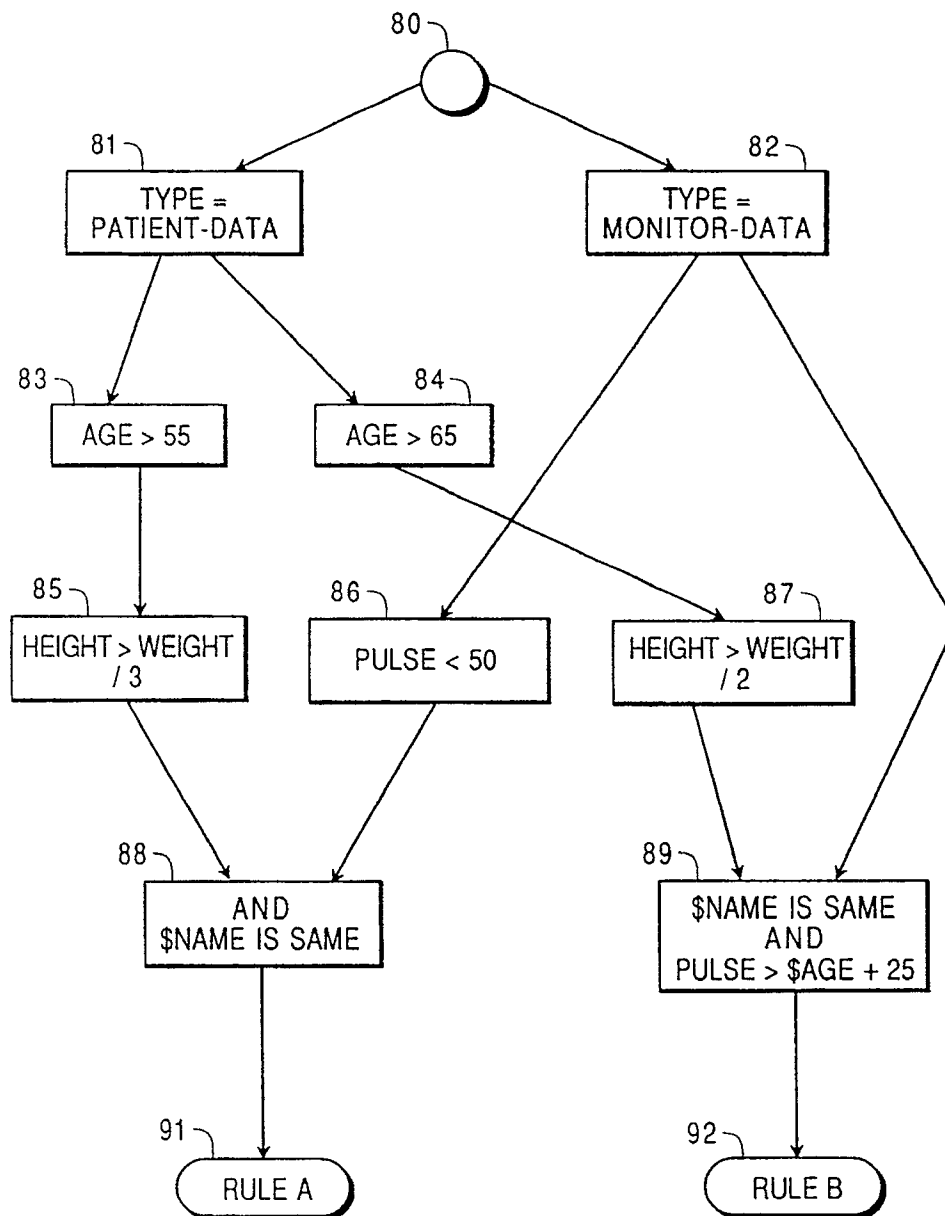 80
81
TYPE =
PATIENT-DATA
82
TYPE =
MONITOR-DATA
83
AGE > 55
84
AGE > 65
85
HEIGHT > WEIGHT
/ 3
86
PULSE < 50
87
HEIGHT > WEIGHT
/ 2
88
AND
$NAME IS SAME
89
$NAME IS SAME
AND
PULSE > $AGE + 25
91
RULE A
92
RULE B